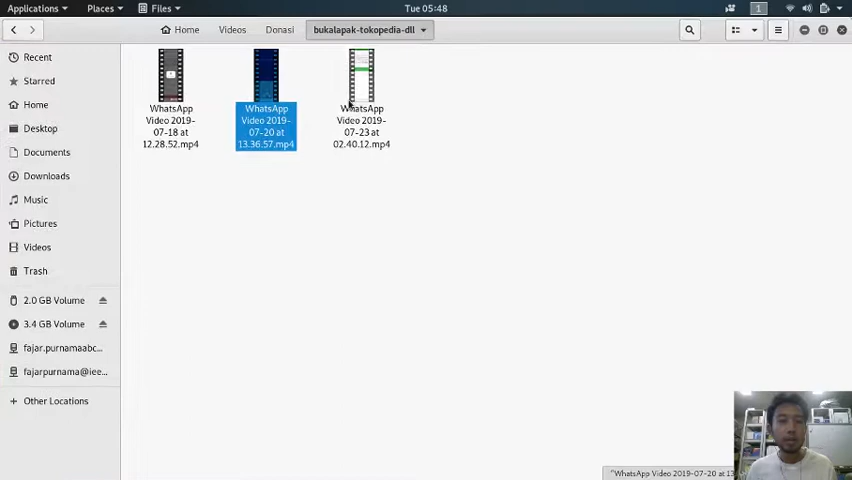 Applications Places Files Tue 05:48 1
Home Videos Donasi bukalapak-tokopedia-dll
Recent
Starred
Home
Desktop
Documents
Downloads
Music
Pictures
Videos
Trash
2.0 GB Volume
3.4 GB Volume
fajar.purnamaabc...
fajarpurnama@iee...
+ Other Locations
WhatsApp
Video 2019-
07-18 at
12.28.52.mp4
WhatsApp
Video 2019-
07-20 at
13.36.57.mp4
WhatsApp
Video 2019-
07-23 at
02.40.12.mp4
"WhatsApp Video 2019-07-20 at 13